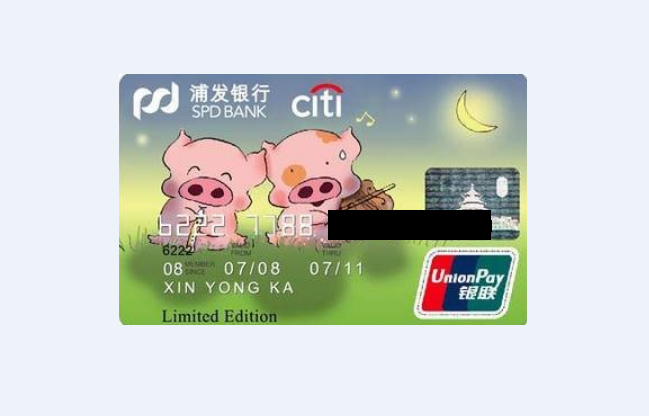 浦发银行
SPD BANK
citi
6222 7788
6222
MEMBER SINCE 08
VALID FROM 07/08
VALID THRU 07/11
XIN YONG KA
Limited Edition
UnionPay
银联